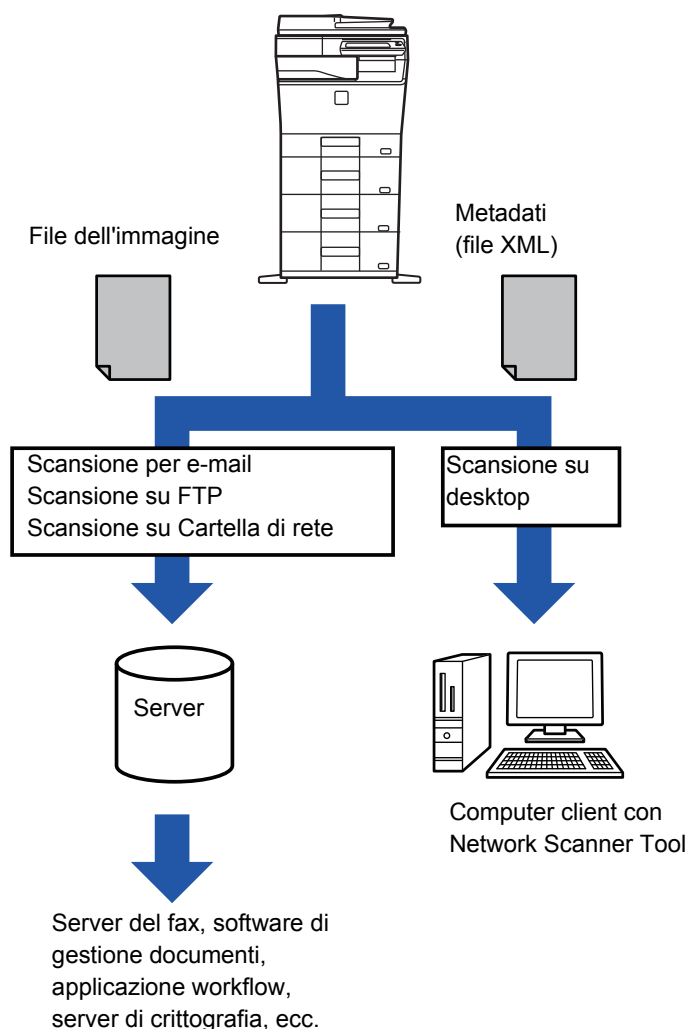 File dell'immagine
Metadati
(file XML)
Scansione per e-mail
Scansione su FTP
Scansione su Cartella di rete
Scansione su
desktop
Server
Computer client con
Network Scanner Tool
Server del fax, software di
gestione documenti,
applicazione workflow,
server di crittografia, ecc.